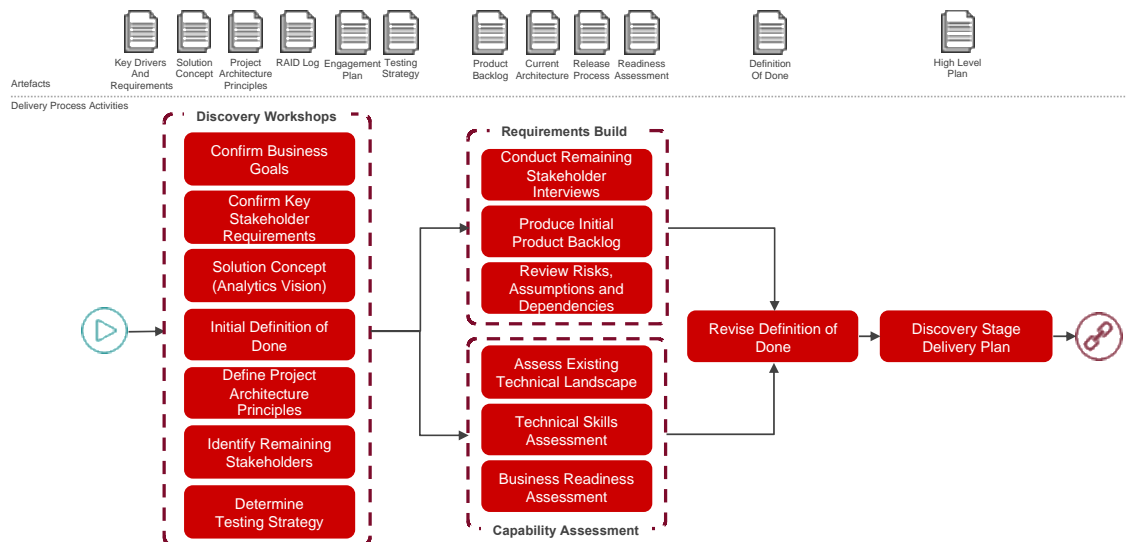 Key Drivers
And
Requirements
Solution
Concept
Project
Architecture
Principles
RAID Log
Engagement
Plan
Testing
Strategy
Product
Backlog
Current
Architecture
Release
Process
Readiness
Assessment
Definition
Of Done
High Level
Plan
Artefacts
Delivery Process Activities
Discovery Workshops
Confirm Business
Goals
Confirm Key
Stakeholder
Requirements
Solution Concept
(Analytics Vision)
Initial Definition of
Done
Define Project
Architecture
Principles
Identify Remaining
Stakeholders
Determine
Testing Strategy
Requirements Build
Conduct Remaining
Stakeholder
Interviews
Produce Initial
Product Backlog
Review Risks,
Assumptions and
Dependencies
Assess Existing
Technical Landscape
Technical Skills
Assessment
Business Readiness
Assessment
Capability Assessment
Revise Definition of
Done
Discovery Stage
Delivery Plan